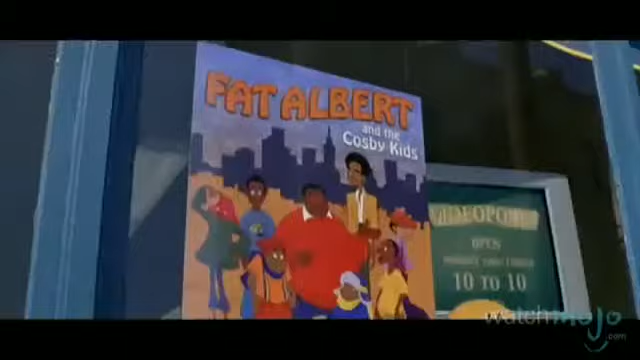 FAT ALBERT
and the
Cosby Kids
OPEN
10 TO 10
watchmojo
.com